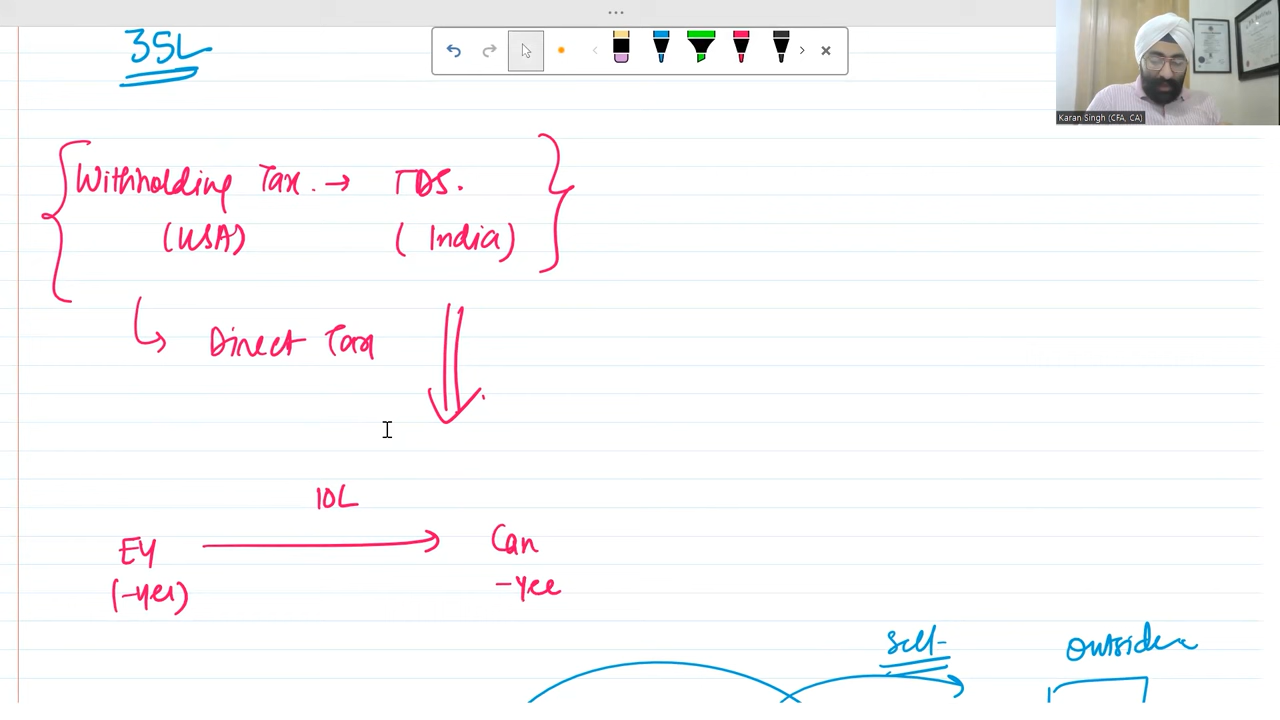 35L
Karan Singh (CFA, CA)
Withholding Tax. → TDS.
(USA) (India)
Direct Tax
10L
EY Can
(-yer) -yee
Self-
Outsider